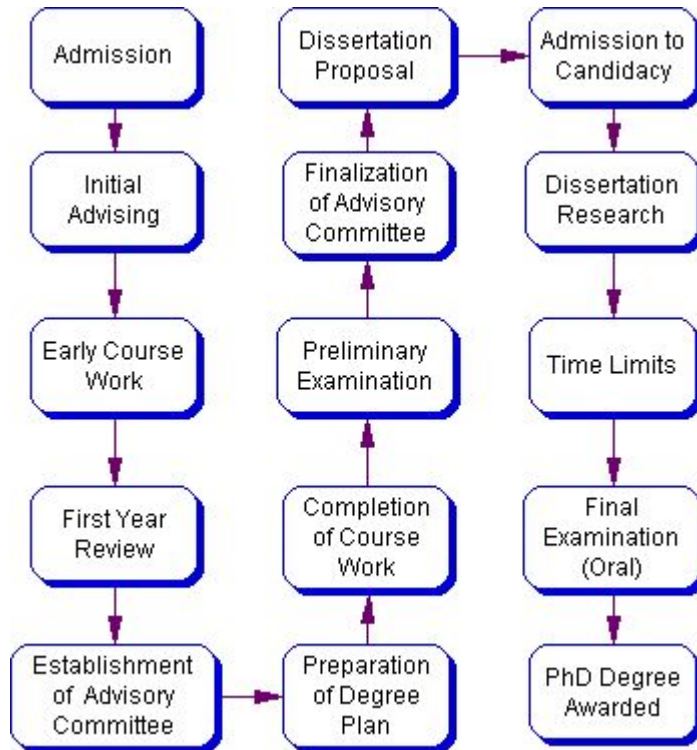 Admission
Initial
Advising
Early Course
Work
First Year
Review
Establishment
of Advisory
Committee
Preparation
of Degree
Plan
Completion
of Course
Work
Preliminary
Examination
Finalization
of Advisory
Committee
Dissertation
Proposal
Admission to
Candidacy
Dissertation
Research
Time Limits
Final
Examination
(Oral)
PhD Degree
Awarded